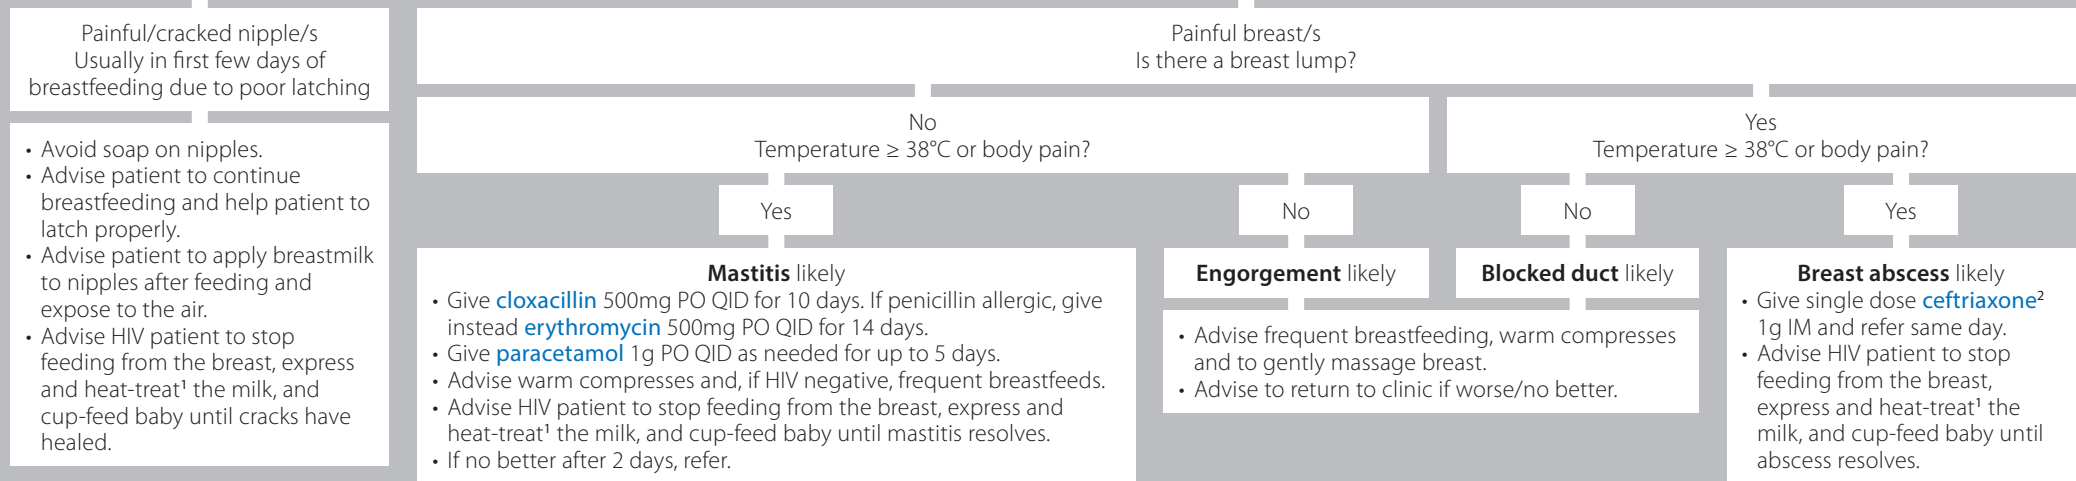 Painful/cracked nipple/s
Usually in first few days of
breastfeeding due to poor latching
• Avoid soap on nipples.
• Advise patient to continue
breastfeeding and help patient to
latch properly.
• Advise patient to apply breastmilk
to nipples after feeding and
expose to the air.
• Advise HIV patient to stop
feeding from the breast, express
and heat-treat¹ the milk, and
cup-feed baby until cracks have
healed.
Painful breast/s
Is there a breast lump?
No
Temperature ≥ 38°C or body pain?
Yes
Mastitis likely
• Give cloxacillin 500mg PO QID for 10 days. If penicillin allergic, give
instead erythromycin 500mg PO QID for 14 days.
• Give paracetamol 1g PO QID as needed for up to 5 days.
• Advise warm compresses and, if HIV negative, frequent breastfeeds.
• Advise HIV patient to stop feeding from the breast, express and
heat-treat¹ the milk, and cup-feed baby until mastitis resolves.
• If no better after 2 days, refer.
No
Engorgement likely
Yes
Temperature ≥ 38°C or body pain?
No
Blocked duct likely
• Advise frequent breastfeeding, warm compresses
and to gently massage breast.
• Advise to return to clinic if worse/no better.
Yes
Breast abscess likely
• Give single dose ceftriaxone²
1g IM and refer same day.
• Advise HIV patient to stop
feeding from the breast,
express and heat-treat¹ the
milk, and cup-feed baby until
abscess resolves.